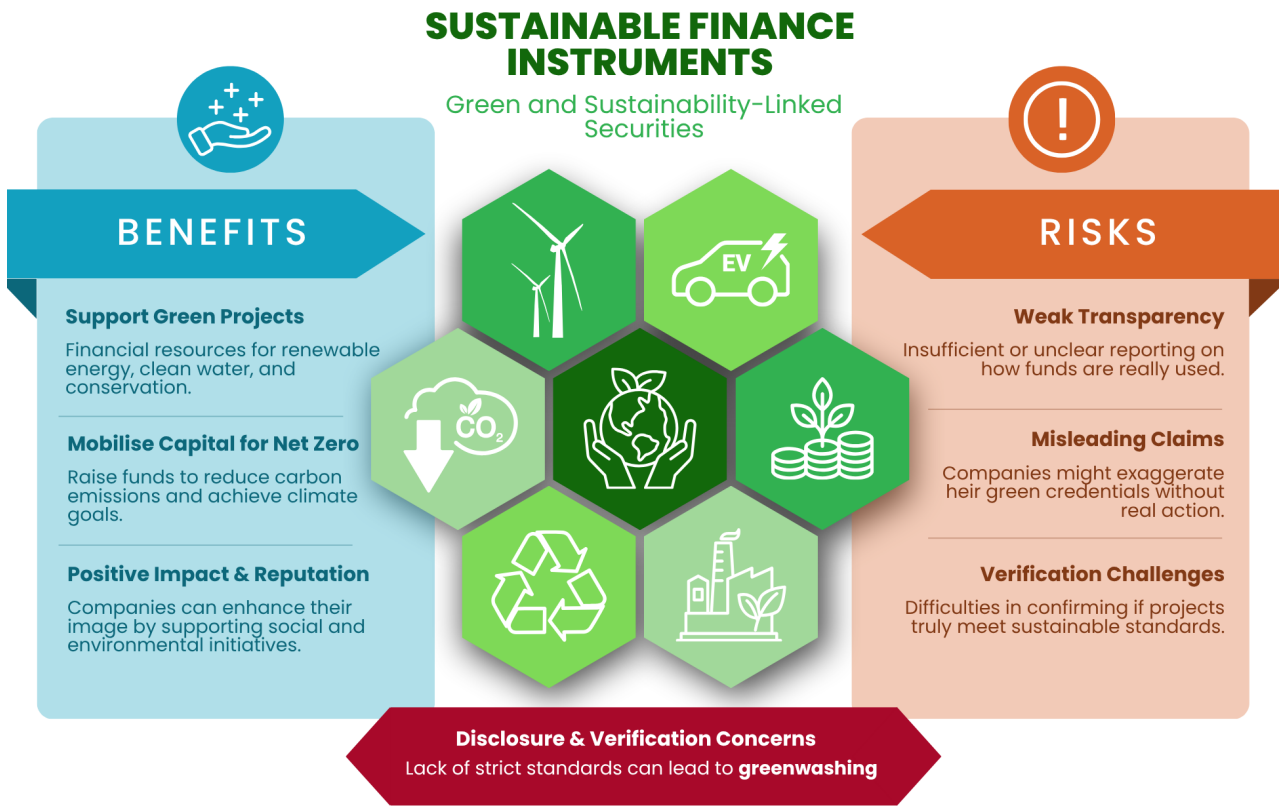 SUSTAINABLE FINANCE
INSTRUMENTS
Green and Sustainability-Linked
Securities
BENEFITS
Support Green Projects
Financial resources for renewable
energy, clean water, and
conservation.
Mobilise Capital for Net Zero
Raise funds to reduce carbon
emissions and achieve climate
goals.
Positive Impact & Reputation
Companies can enhance their
image by supporting social and
environmental initiatives.
EV
CO₂
RISKS
Weak Transparency
Insufficient or unclear reporting on
how funds are really used.
Misleading Claims
Companies might exaggerate
heir green credentials without
real action.
Verification Challenges
Difficulties in confirming if projects
truly meet sustainable standards.
Disclosure & Verification Concerns
Lack of strict standards can lead to greenwashing